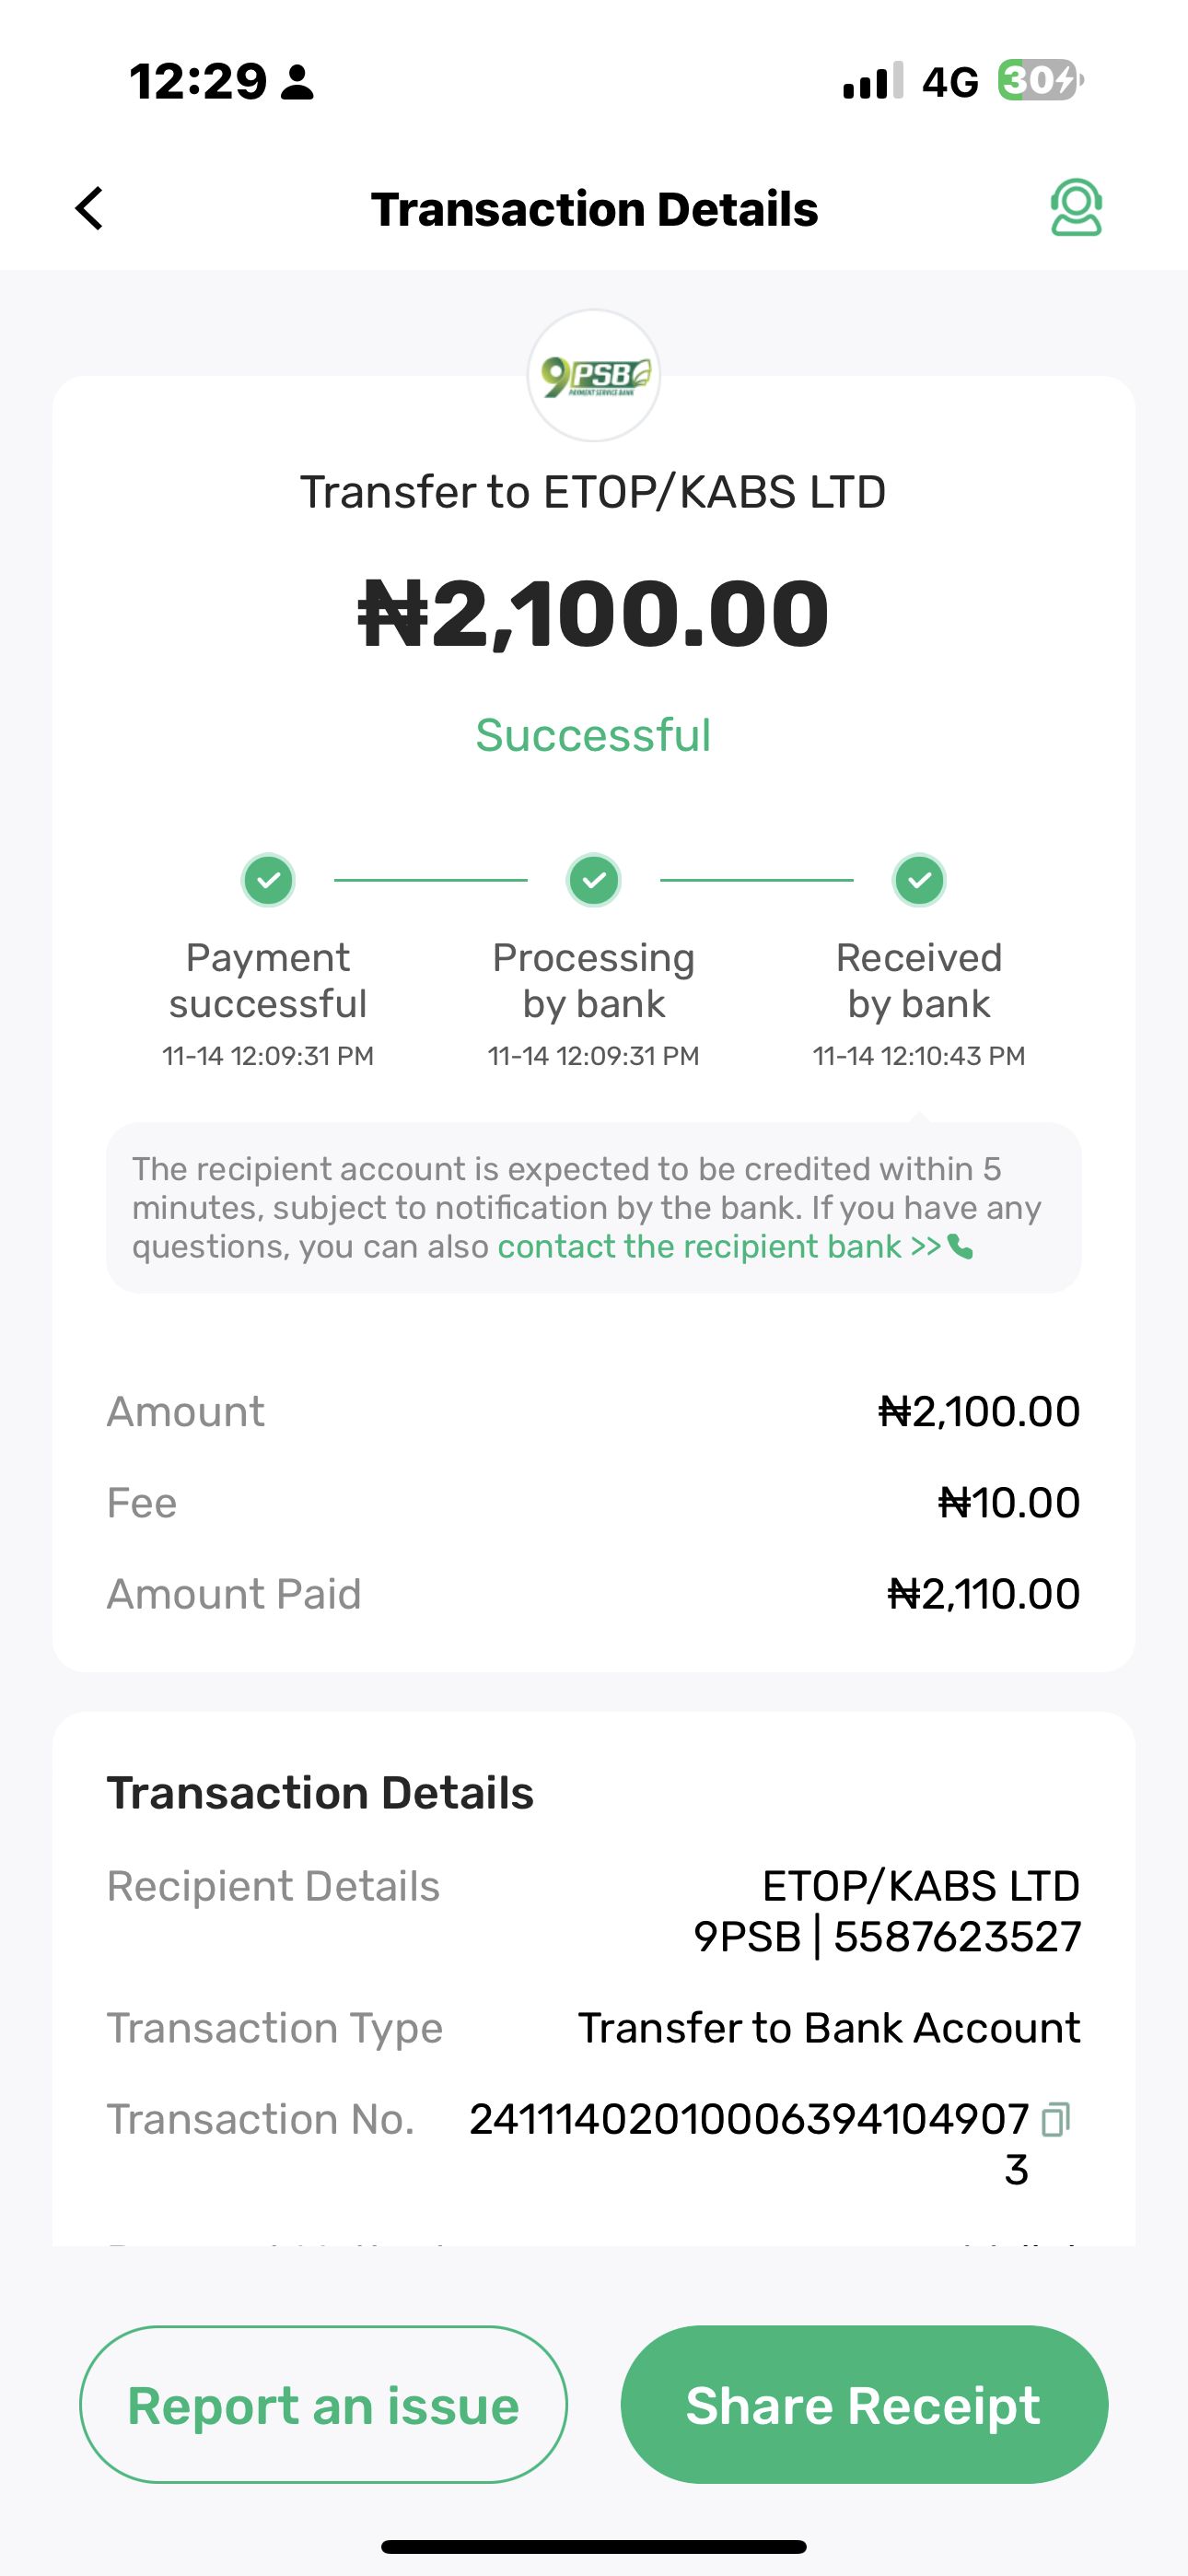 12:29
4G 30
Transaction Details
9PSB
PAYMENT SERVICE BANK
Transfer to ETOP/KABS LTD
₦2,100.00
Successful
Payment successful
11-14 12:09:31 PM
Processing by bank
11-14 12:09:31 PM
Received by bank
11-14 12:10:43 PM
The recipient account is expected to be credited within 5
minutes, subject to notification by the bank. If you have any
questions, you can also contact the recipient bank >>
Amount ₦2,100.00
Fee ₦10.00
Amount Paid ₦2,110.00
Transaction Details
Recipient Details ETOP/KABS LTD
9PSB | 5587623527
Transaction Type Transfer to Bank Account
Transaction No. 24111402010006394104907
3
Report an issue
Share Receipt